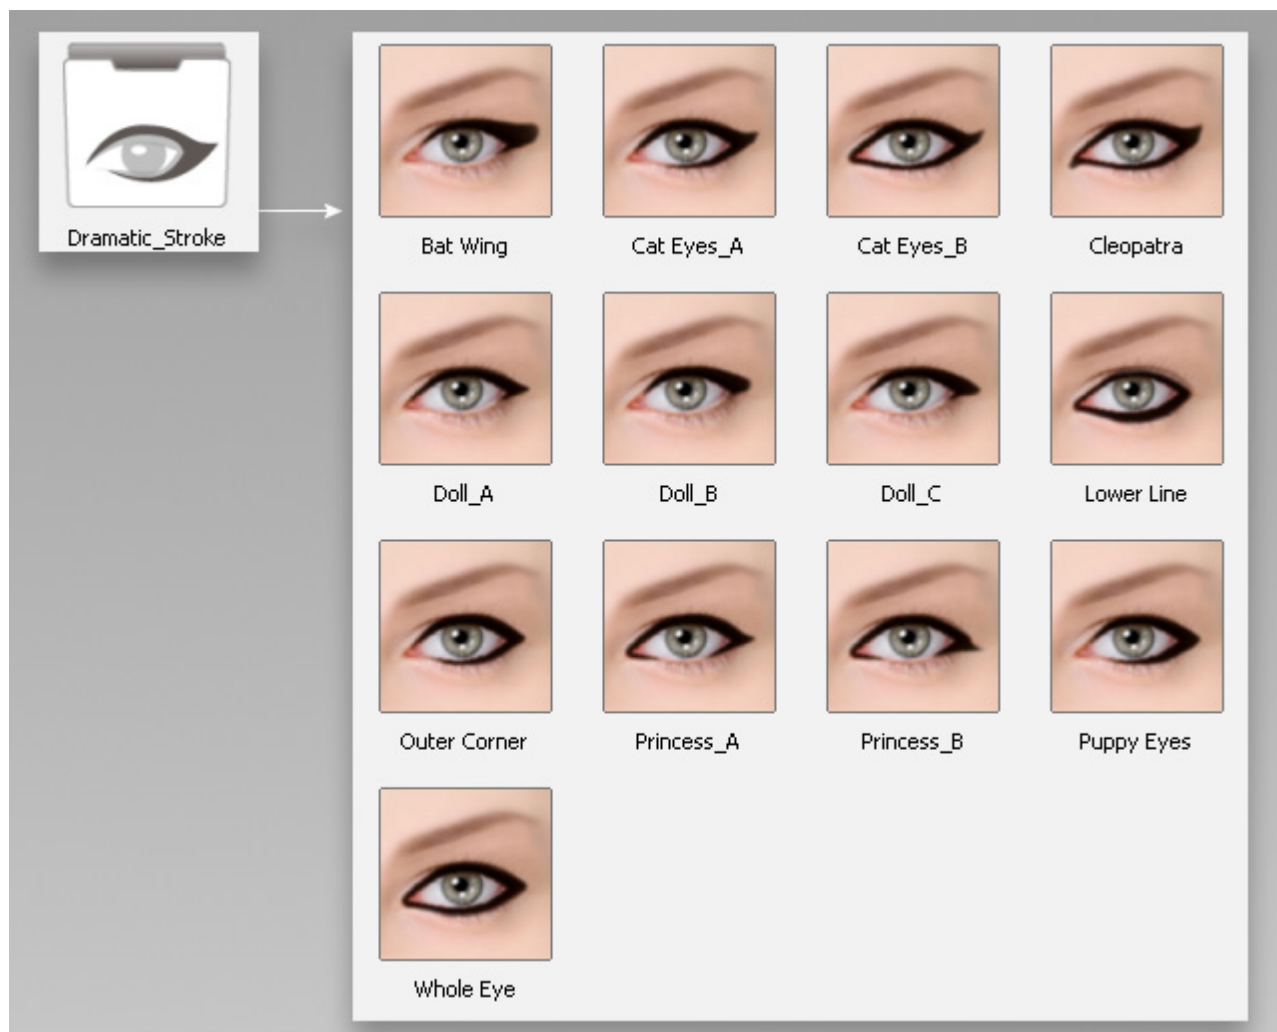 Dramatic_Stroke
Bat Wing
Cat Eyes_A
Cat Eyes_B
Cleopatra
Doll_A
Doll_B
Doll_C
Lower Line
Outer Corner
Princess_A
Princess_B
Puppy Eyes
Whole Eye